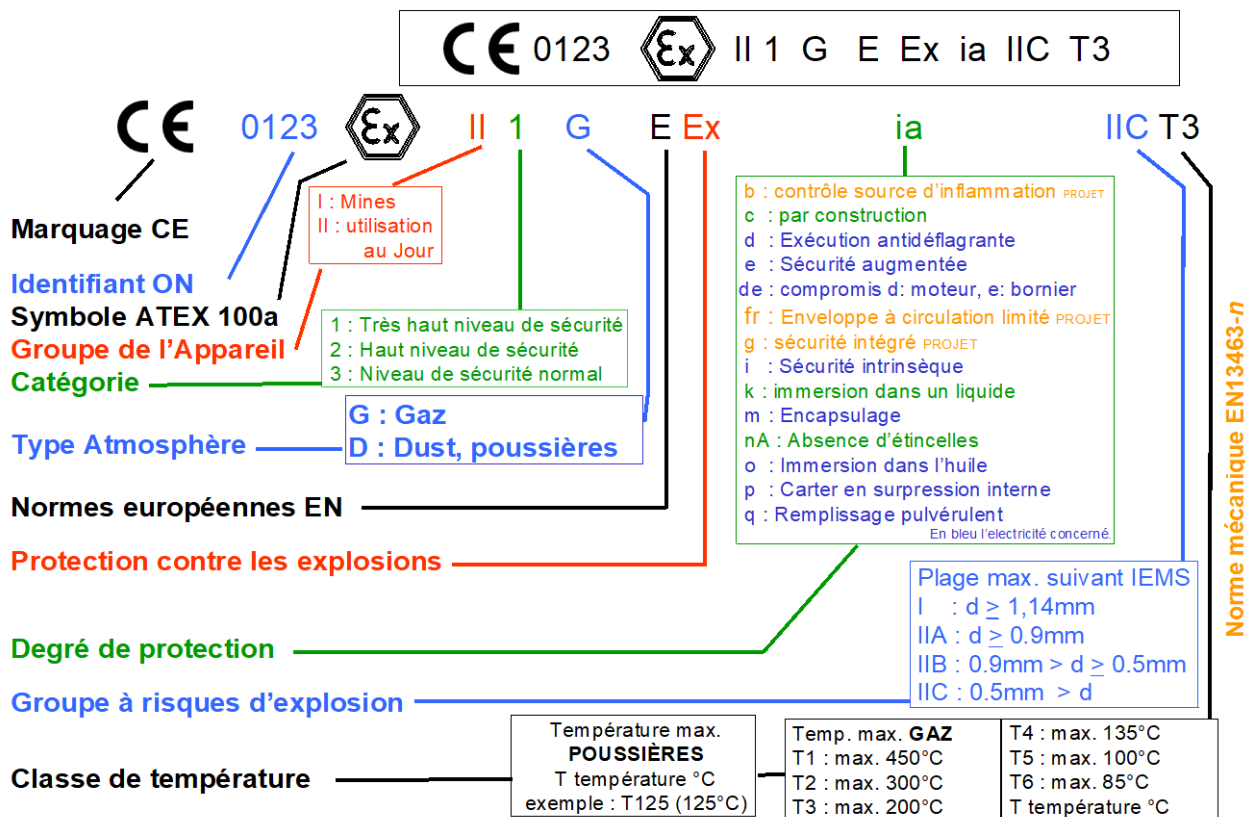 CE 0123 Ex II 1 G E Ex ia IIC T3
CE 0123 Ex II 1 G E Ex ia IIC T3
Marquage CE
Identifiant ON
Symbole ATEX 100a
Groupe de l'Appareil
I : Mines
II : utilisation
au Jour
Catégorie
1 : Très haut niveau de sécurité
2 : Haut niveau de sécurité
3 : Niveau de sécurité normal
Type Atmosphère
G : Gaz
D : Dust, poussières
Normes européennes EN
Protection contre les explosions
Degré de protection
b : contrôle source d'inflammation PROJET
c : par construction
d : Exécution antidéflagrante
e : Sécurité augmentée
de : compromis d: moteur, e: bornier
fr : Enveloppe à circulation limité PROJET
g : sécurité intégré PROJET
i : Sécurité intrinsèque
k : immersion dans un liquide
m : Encapsulage
nA : Absence d'étincelles
o : Immersion dans l'huile
p : Carter en surpression interne
q : Remplissage pulvérulent
En bleu l'electricité concerné.
Groupe à risques d'explosion
Plage max. suivant IEMS
I : d ≥ 1,14mm
IIA : d ≥ 0.9mm
IIB : 0.9mm > d ≥ 0.5mm
IIC : 0.5mm > d
Classe de température
Température max.
POUSSIÈRES
T température °C
exemple : T125 (125°C)
Temp. max. GAZ
T1 : max. 450°C
T2 : max. 300°C
T3 : max. 200°C
T4 : max. 135°C
T5 : max. 100°C
T6 : max. 85°C
T température °C
Norme mécanique EN13463-n